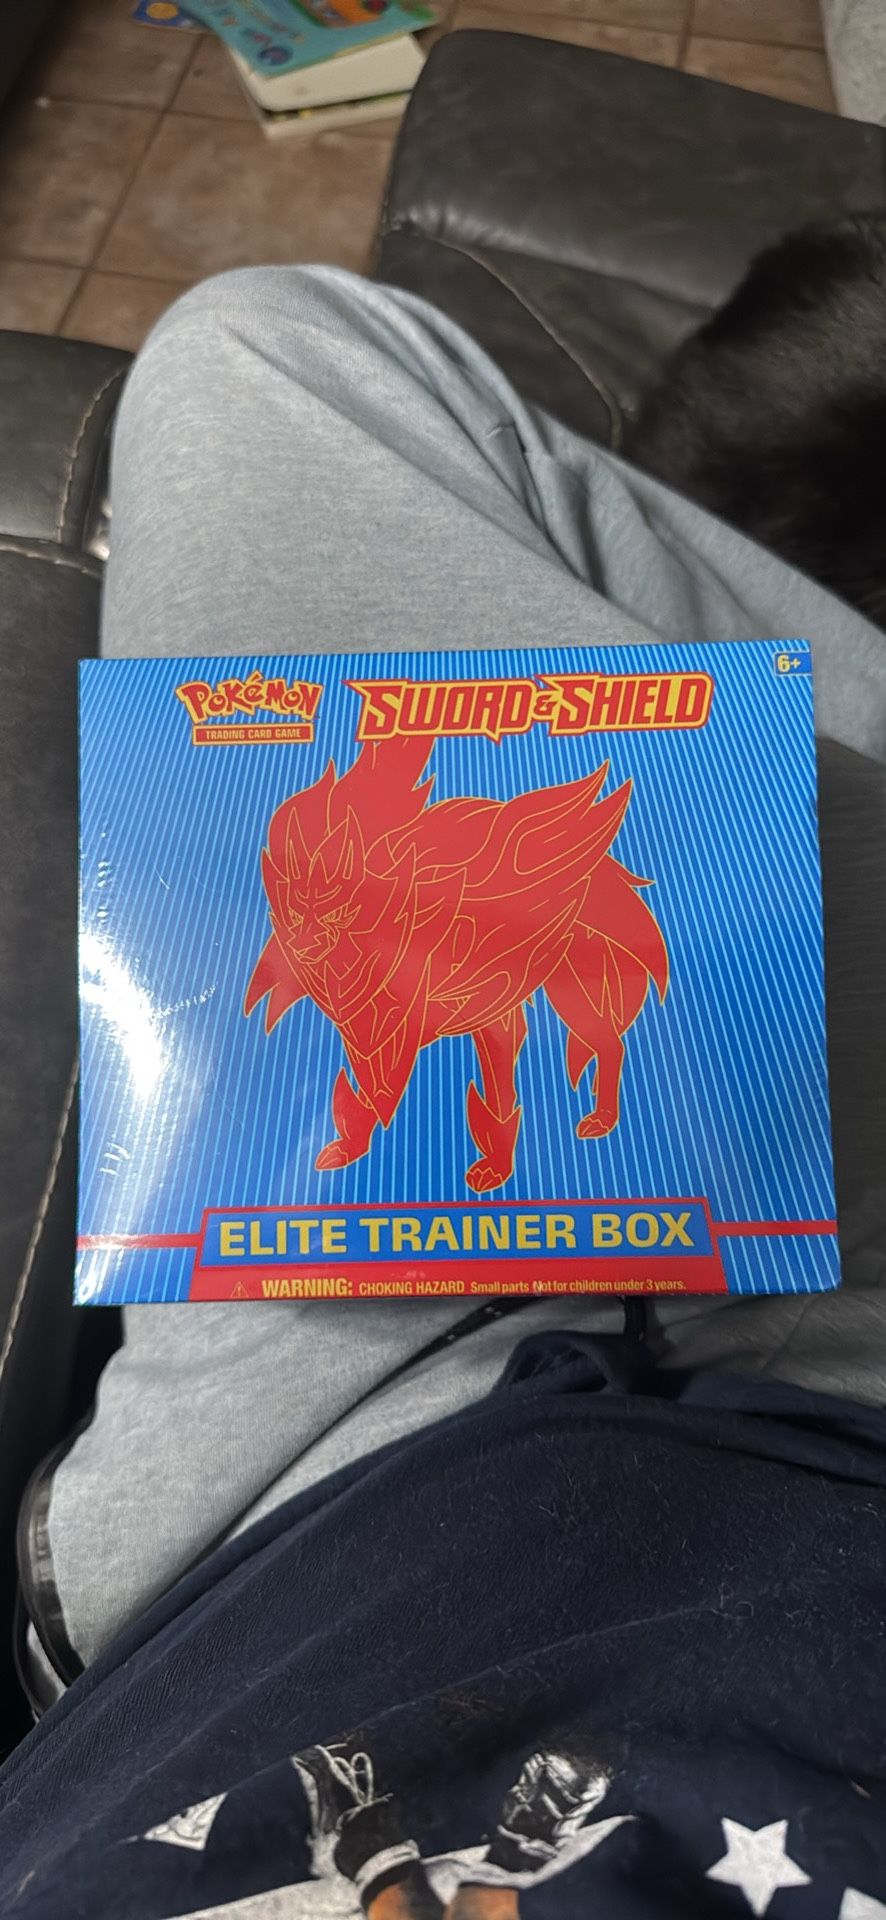 6+
POKéMON
TRADING CARD GAME
SWORD & SHIELD
ELITE TRAINER BOX
WARNING: CHOKING HAZARD Small parts. Not for children under 3 years.